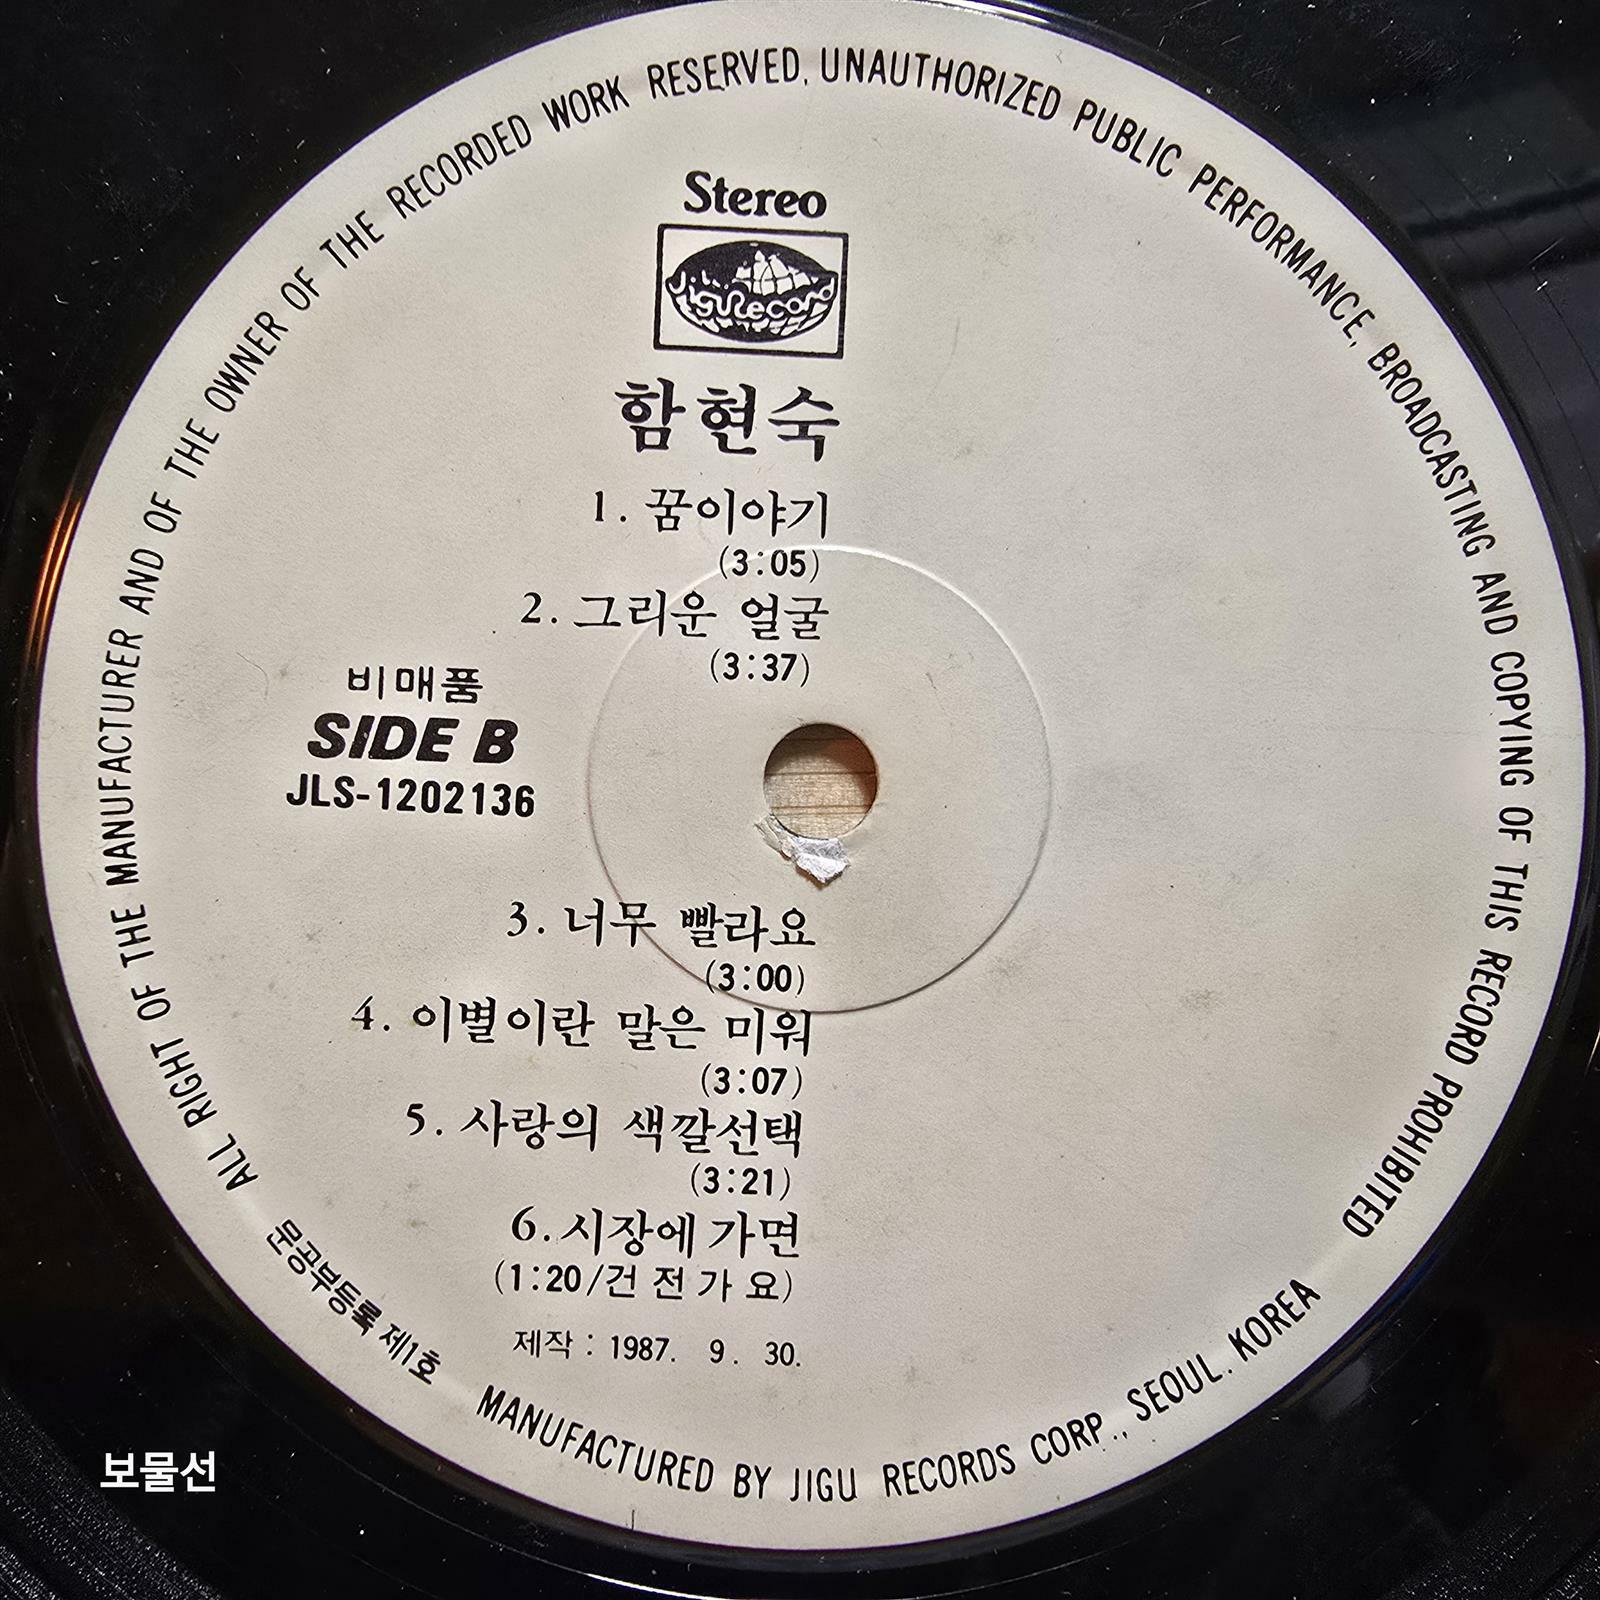 ALL RIGHT OF THE MANUFACTURER AND OF THE OWNER OF THE RECORDED WORK RESERVED. UNAUTHORIZED PUBLIC PERFORMANCE, BROADCASTING AND COPYING OF THIS RECORD PROHIBITED
Stereo
JiguRecord
함현숙
1. 꿈이야기
(3:05)
2. 그리운 얼굴
(3:37)
비매품
SIDE B
JLS-1202136
3. 너무 빨라요
(3:00)
4. 이별이란 말은 미워
(3:07)
5. 사랑의 색깔선택
(3:21)
6. 시장에 가면
(1:20/건전가요)
제작 : 1987. 9. 30.
문공부등록 제1호
MANUFACTURED BY JIGU RECORDS CORP., SEOUL. KOREA
보물선